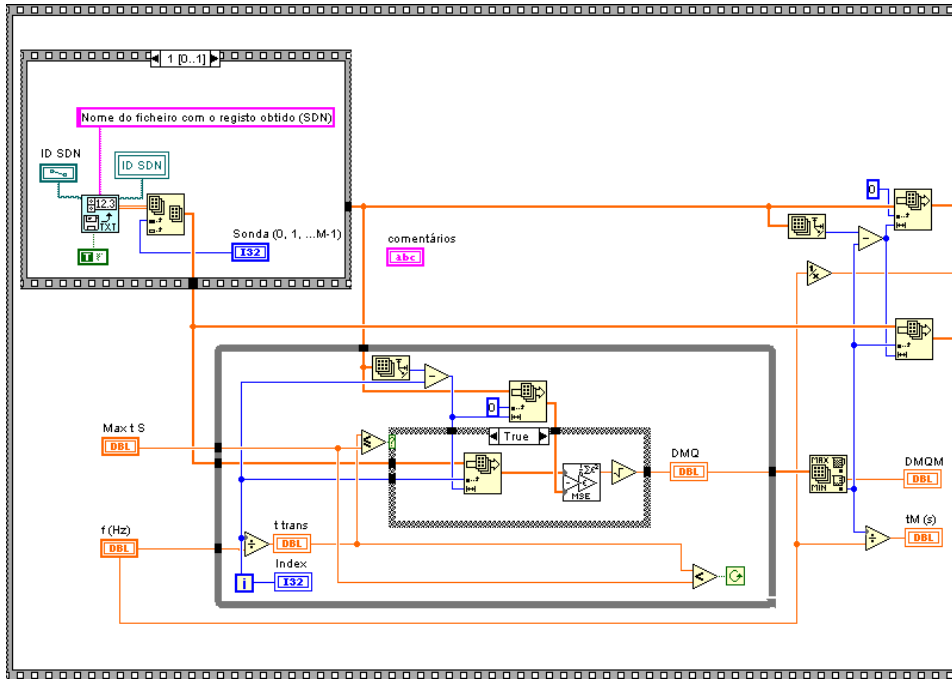 1 [0..1]
Nome do ficheiro com o registo obtido (SDN)
ID SDN
ID SDN
12.3
TXT
T F
Sonda (0, 1, ...M-1)
I32
comentários
abc
0
1/x
0
True
Max t S
DBL
?
Σε²
MSE
DMQ
DBL
MAX
MIN
DMQM
DBL
tM (s)
DBL
f (Hz)
DBL
t trans
DBL
Index
i
I32